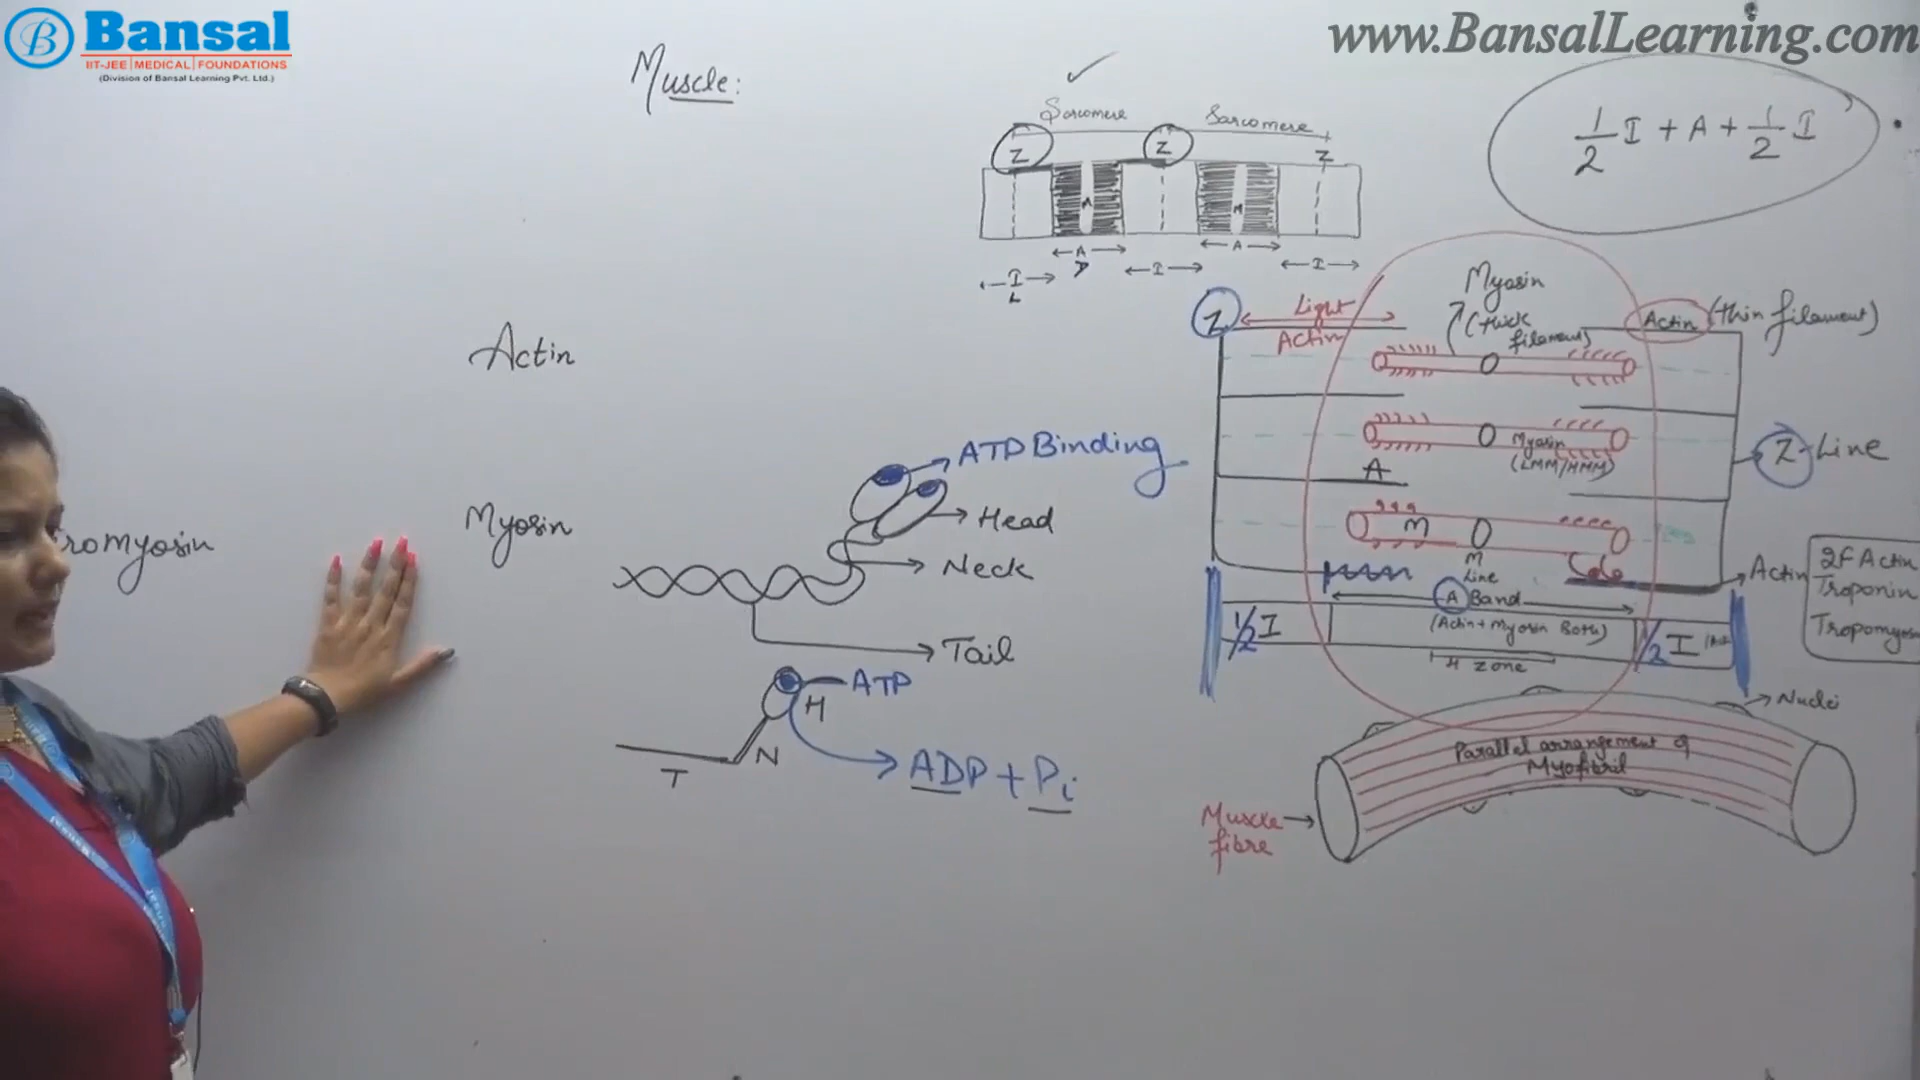 Bansal
IIT-JEE | MEDICAL | FOUNDATIONS
(Division of Bansal Learning Pvt. Ltd.)
www.BansalLearning.com
Muscle:
Sarcomere
Sarcomere
Z
Z
Z
M
M
A
A
I
I
I
1/2 I + A + 1/2 I
Actin
Myosin
romyosin
ATP Binding
Head
Neck
Tail
ATP
H
N
T
ADP + Pi
Z
Light
Actin
Myosin
(thick
filament)
Actin
(thin filament)
Myosin
(LMM/HMM)
A
Z-Line
M
M
Line
Actin
2F Actin
Troponin
Tropomyos
A Band
(Actin+Myosin Both)
H zone
1/2 I
1/2 I
Nuclei
Parallel arrangement of
Myofibril
Muscle
fibre